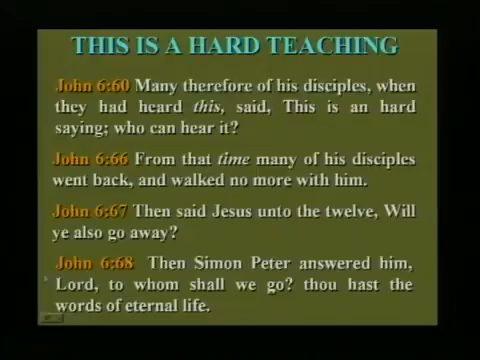 THIS IS A HARD TEACHING
John 6:60 Many therefore of his disciples, when
they had heard this, said, This is an hard
saying; who can hear it?
John 6:66 From that time many of his disciples
went back, and walked no more with him.
John 6:67 Then said Jesus unto the twelve, Will
ye also go away?
John 6:68 Then Simon Peter answered him,
Lord, to whom shall we go? thou hast the
words of eternal life.